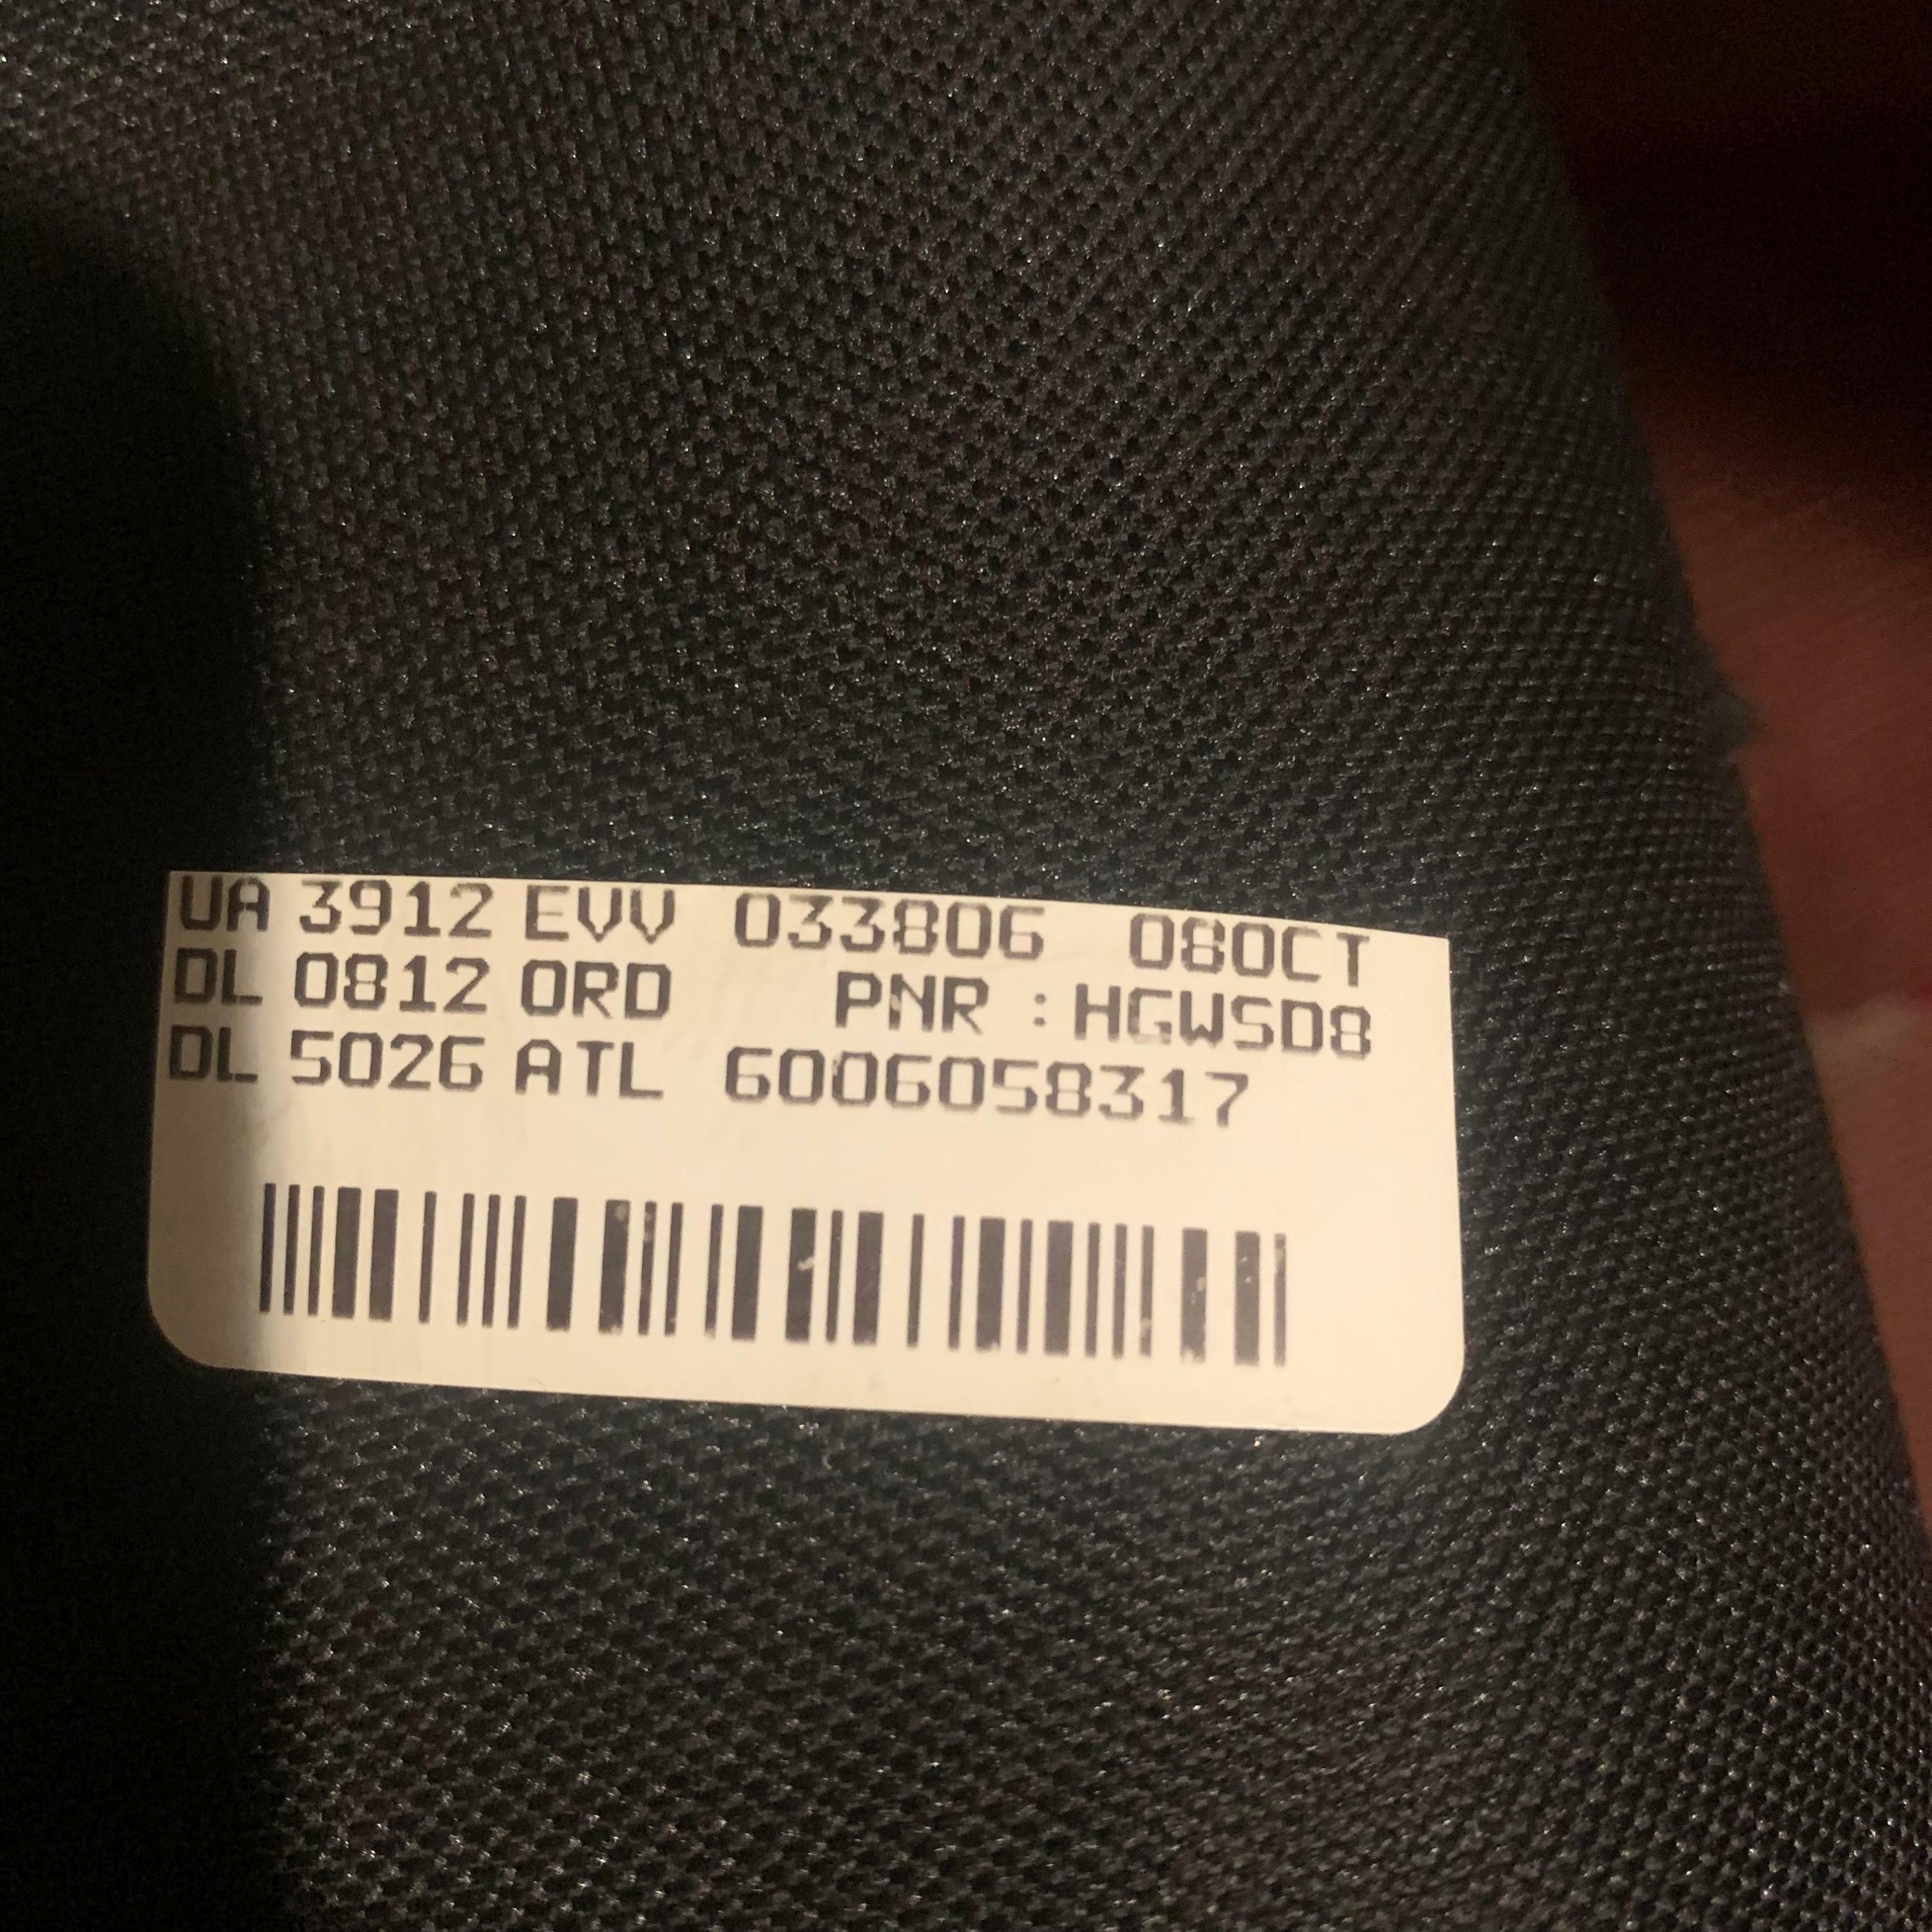 UA 3912 EVV 033806 08OCT
DL 0812 ORD PNR :HGWSD8
DL 5026 ATL 6006058317